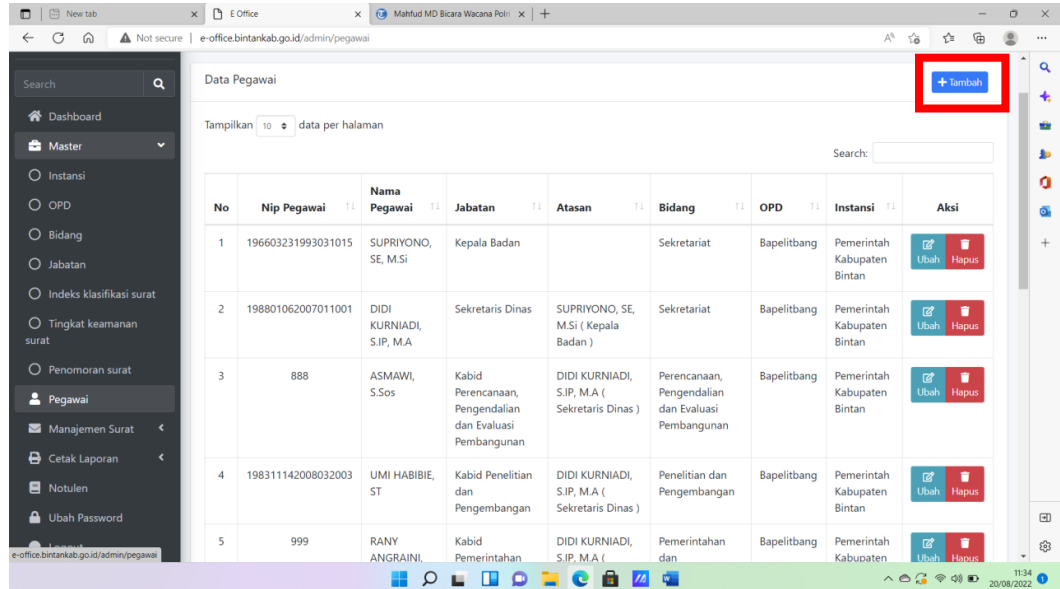 New tab
E Office
Mahfud MD Bicara Wacana Polri
Not secure | e-office.bintankab.go.id/admin/pegawai
Search
Data Pegawai
+ Tambah
Dashboard
Tampilkan 10 data per halaman
Master
Search:
Instansi
OPD
Bidang
Jabatan
Indeks klasifikasi surat
Tingkat keamanan
surat
Penomoran surat
Pegawai
Manajemen Surat
Cetak Laporan
Notulen
Ubah Password
Logout
e-office.bintankab.go.id/admin/pegawai
No Nip Pegawai Nama Pegawai Jabatan Atasan Bidang OPD Instansi Aksi
1 196603231993031015 SUPRIYONO, Kepala Badan Sekretariat Bapelitbang Pemerintah
SE, M.Si Kabupaten Ubah Hapus
Bintan
2 198801062007011001 DIDI Sekretaris Dinas SUPRIYONO, SE, Sekretariat Bapelitbang Pemerintah
KURNIADI, M.Si ( Kepala Kabupaten Ubah Hapus
S.IP, M.A Badan ) Bintan
3 888 ASMAWI, Kabid DIDI KURNIADI, Perencanaan, Bapelitbang Pemerintah
S.Sos Perencanaan, S.IP, M.A ( Pengendalian Kabupaten Ubah Hapus
Pengendalian Sekretaris Dinas ) dan Evaluasi Bintan
dan Evaluasi Pembangunan
Pembangunan
4 198311142008032003 UMI HABIBIE, Kabid Penelitian DIDI KURNIADI, Penelitian dan Bapelitbang Pemerintah
ST dan S.IP, M.A ( Pengembangan Kabupaten Ubah Hapus
Pengembangan Sekretaris Dinas ) Bintan
5 999 RANY Kabid DIDI KURNIADI, Pemerintahan Bapelitbang Pemerintah
ANGRAINI, Pemerintahan S.IP, M.A ( dan Kabupaten Ubah Hapus
11:34
20/08/2022
1